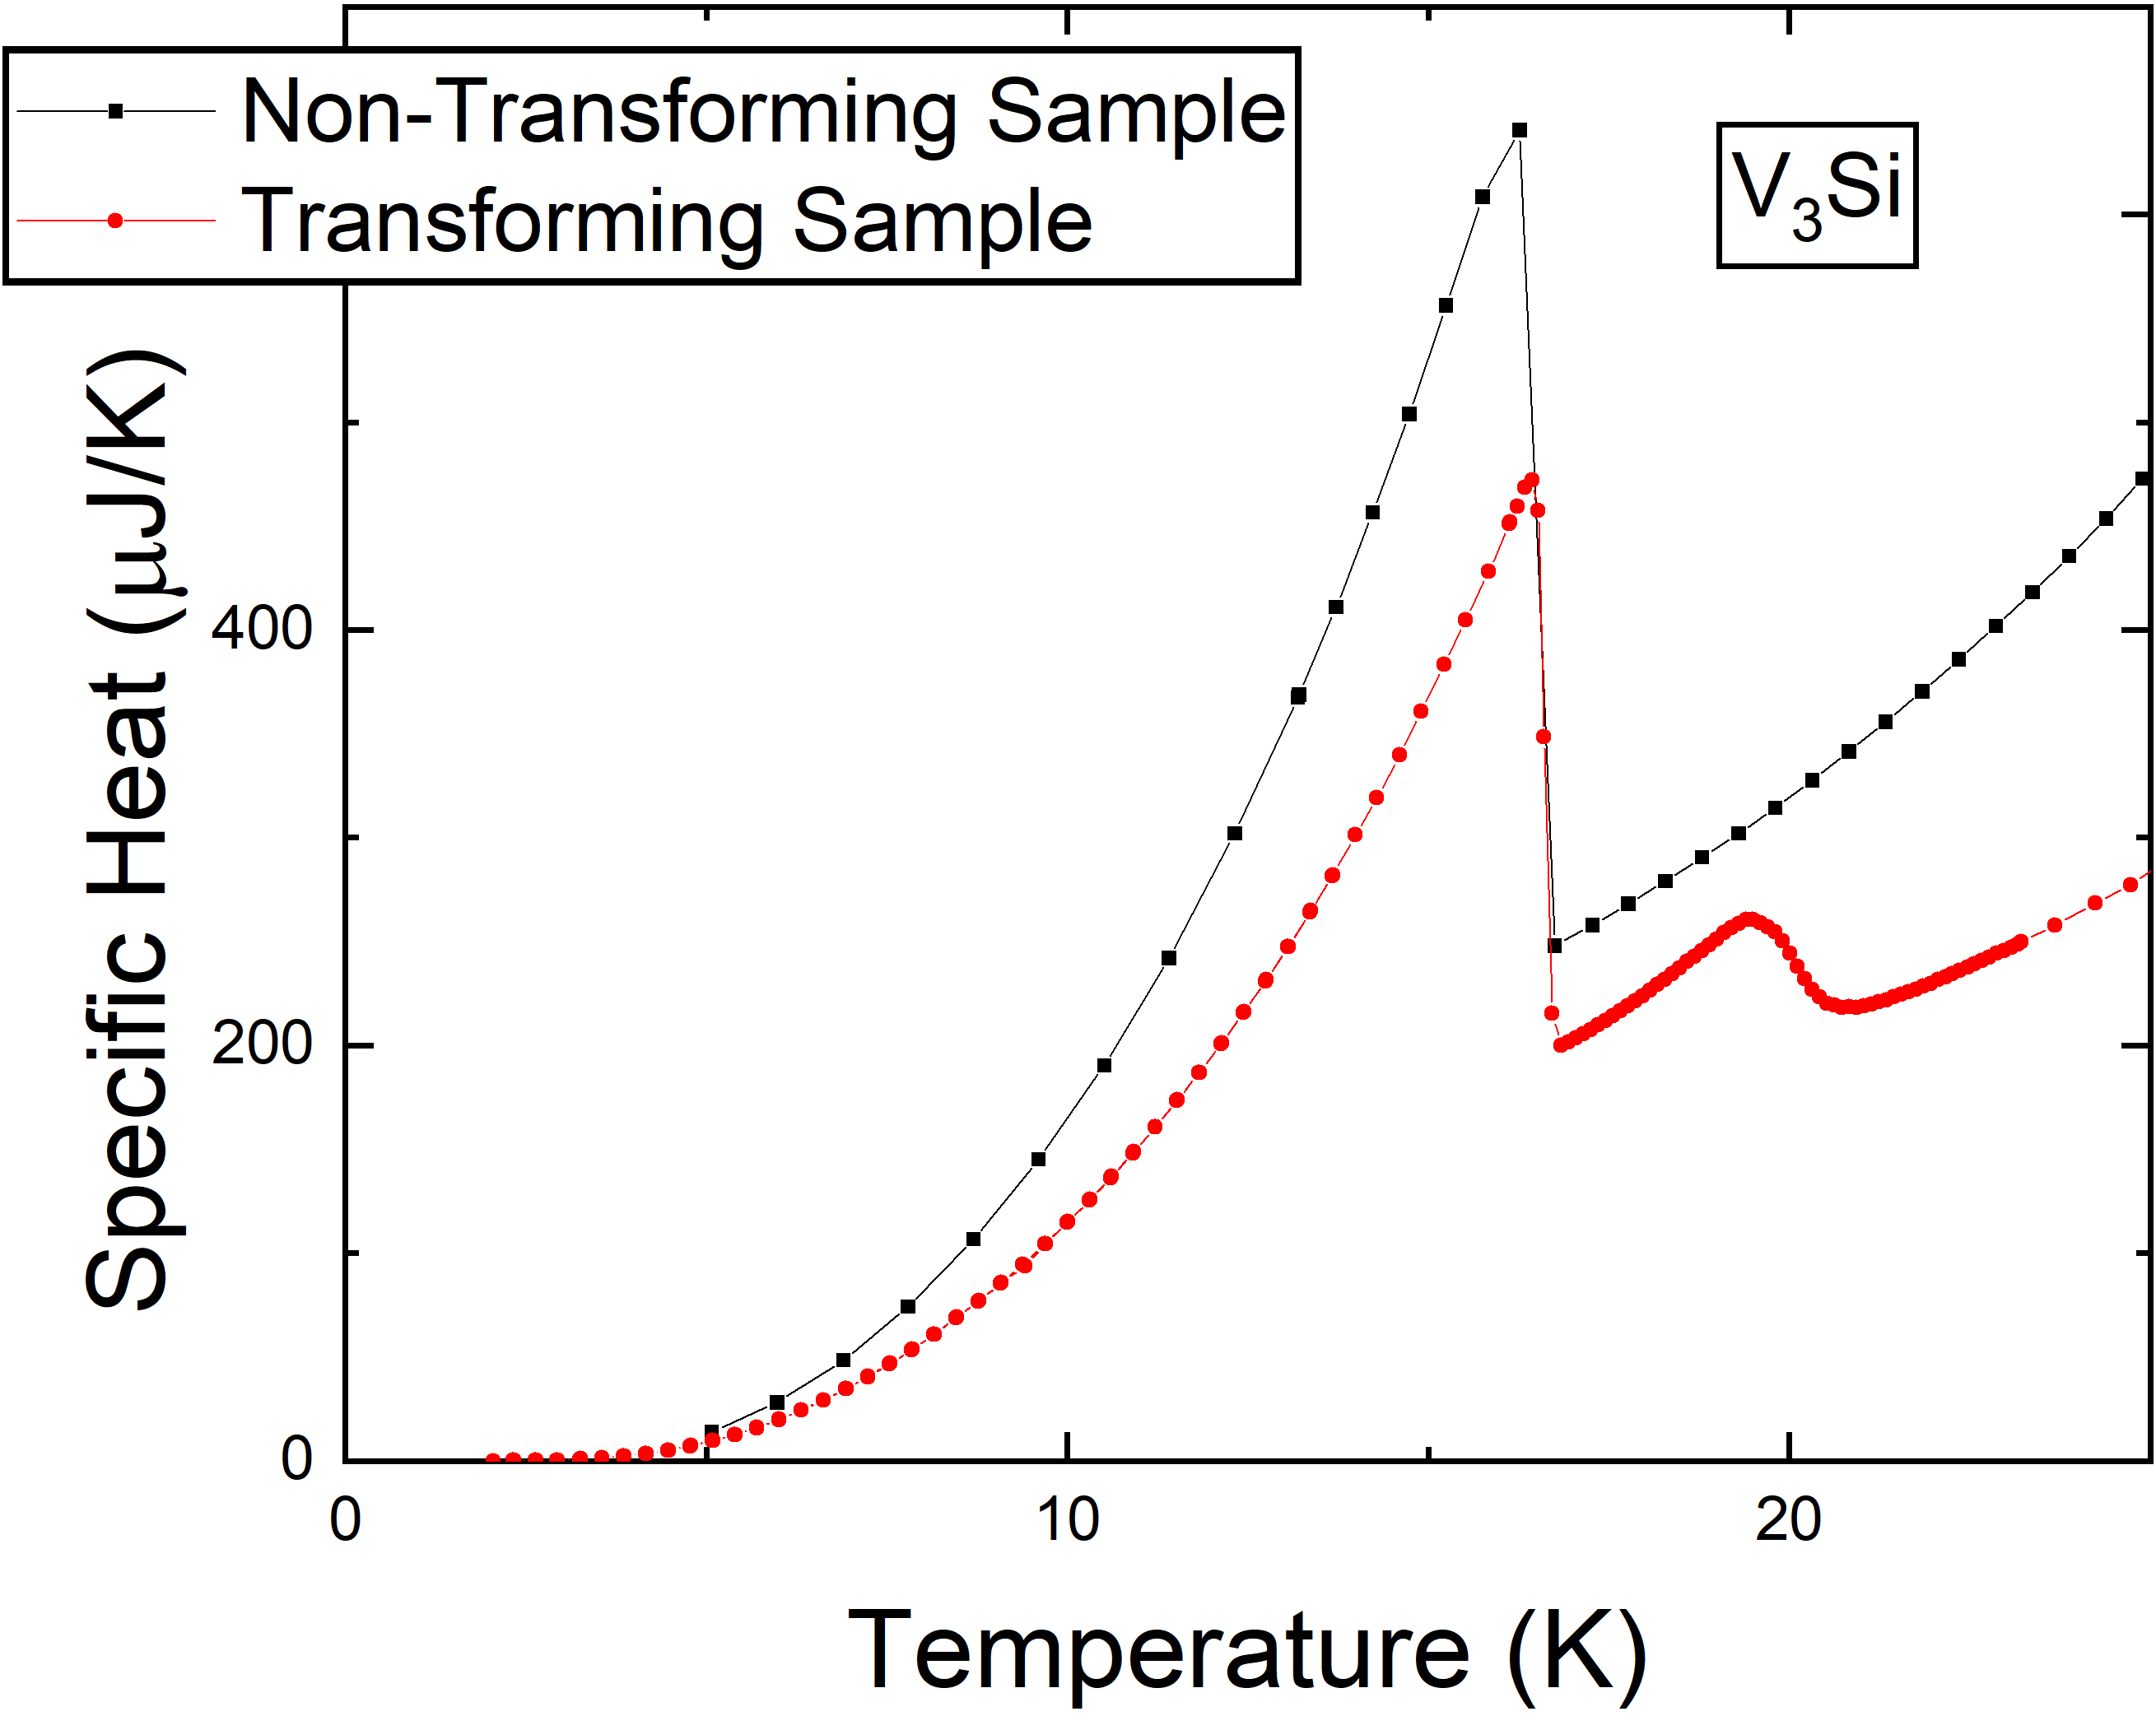 Non-Transforming Sample
Transforming Sample
V₃Si
Specific Heat (μJ/K)
400
200
0
0 10 20
Temperature (K)